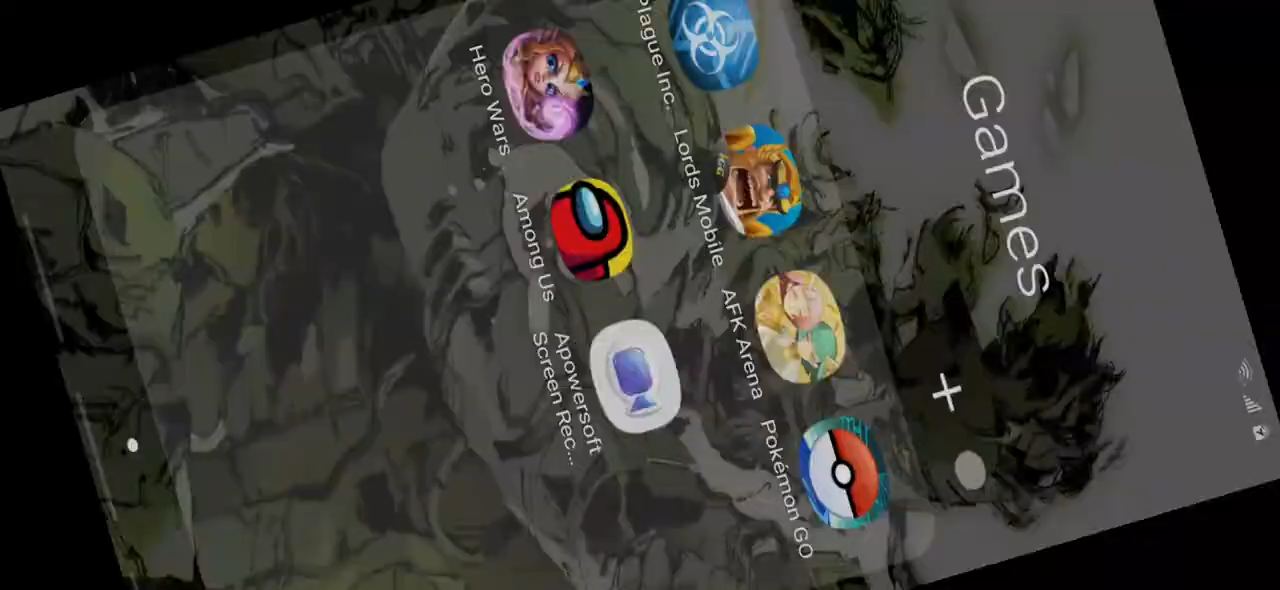 Games
Plague Inc.
Lords Mobile
AFK Arena
Pokémon GO
Hero Wars
Among Us
Apowersoft
Screen Rec...